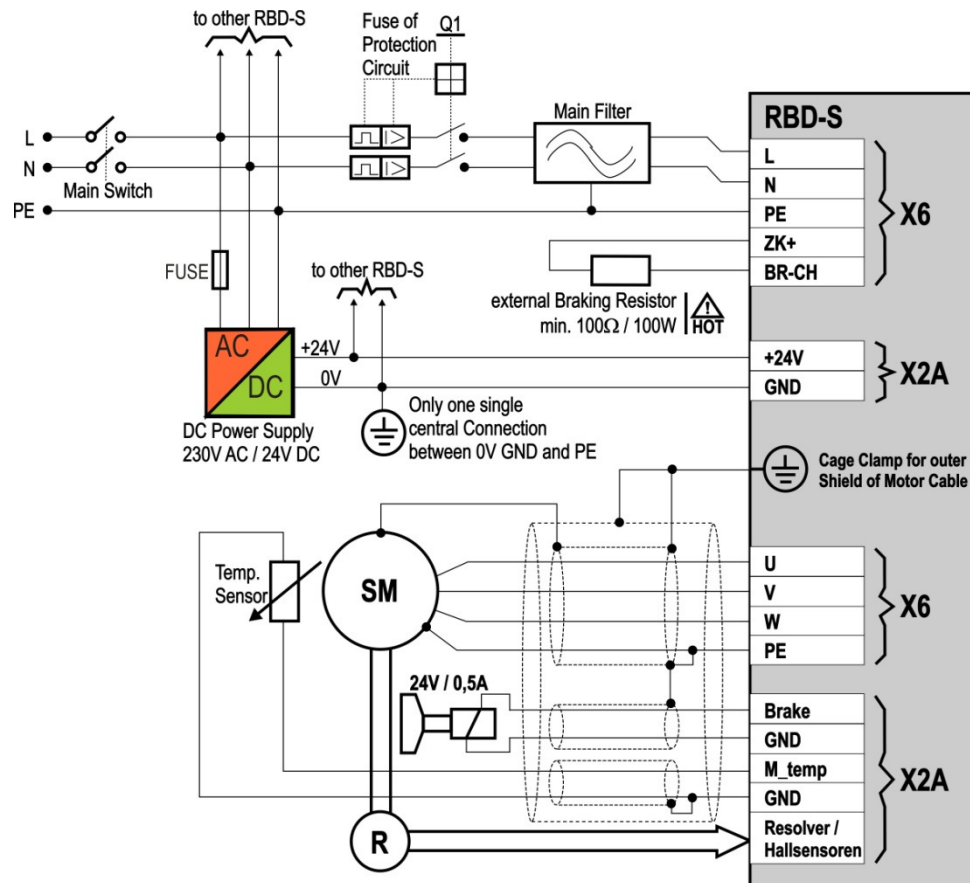 to other RBD-S
Fuse of
Protection
Circuit
Q1
Main Filter
RBD-S
L
N
Main Switch
PE
L
N
PE
ZK+
BR-CH
X6
FUSE
to other RBD-S
external Braking Resistor
min. 100Ω / 100W
HOT
AC
DC
+24V
0V
+24V
GND
X2A
DC Power Supply
230V AC / 24V DC
Only one single
central Connection
between 0V GND and PE
Cage Clamp for outer
Shield of Motor Cable
Temp.
Sensor
SM
U
V
W
PE
X6
24V / 0,5A
Brake
GND
M_temp
GND
Resolver /
Hallsensoren
X2A
R